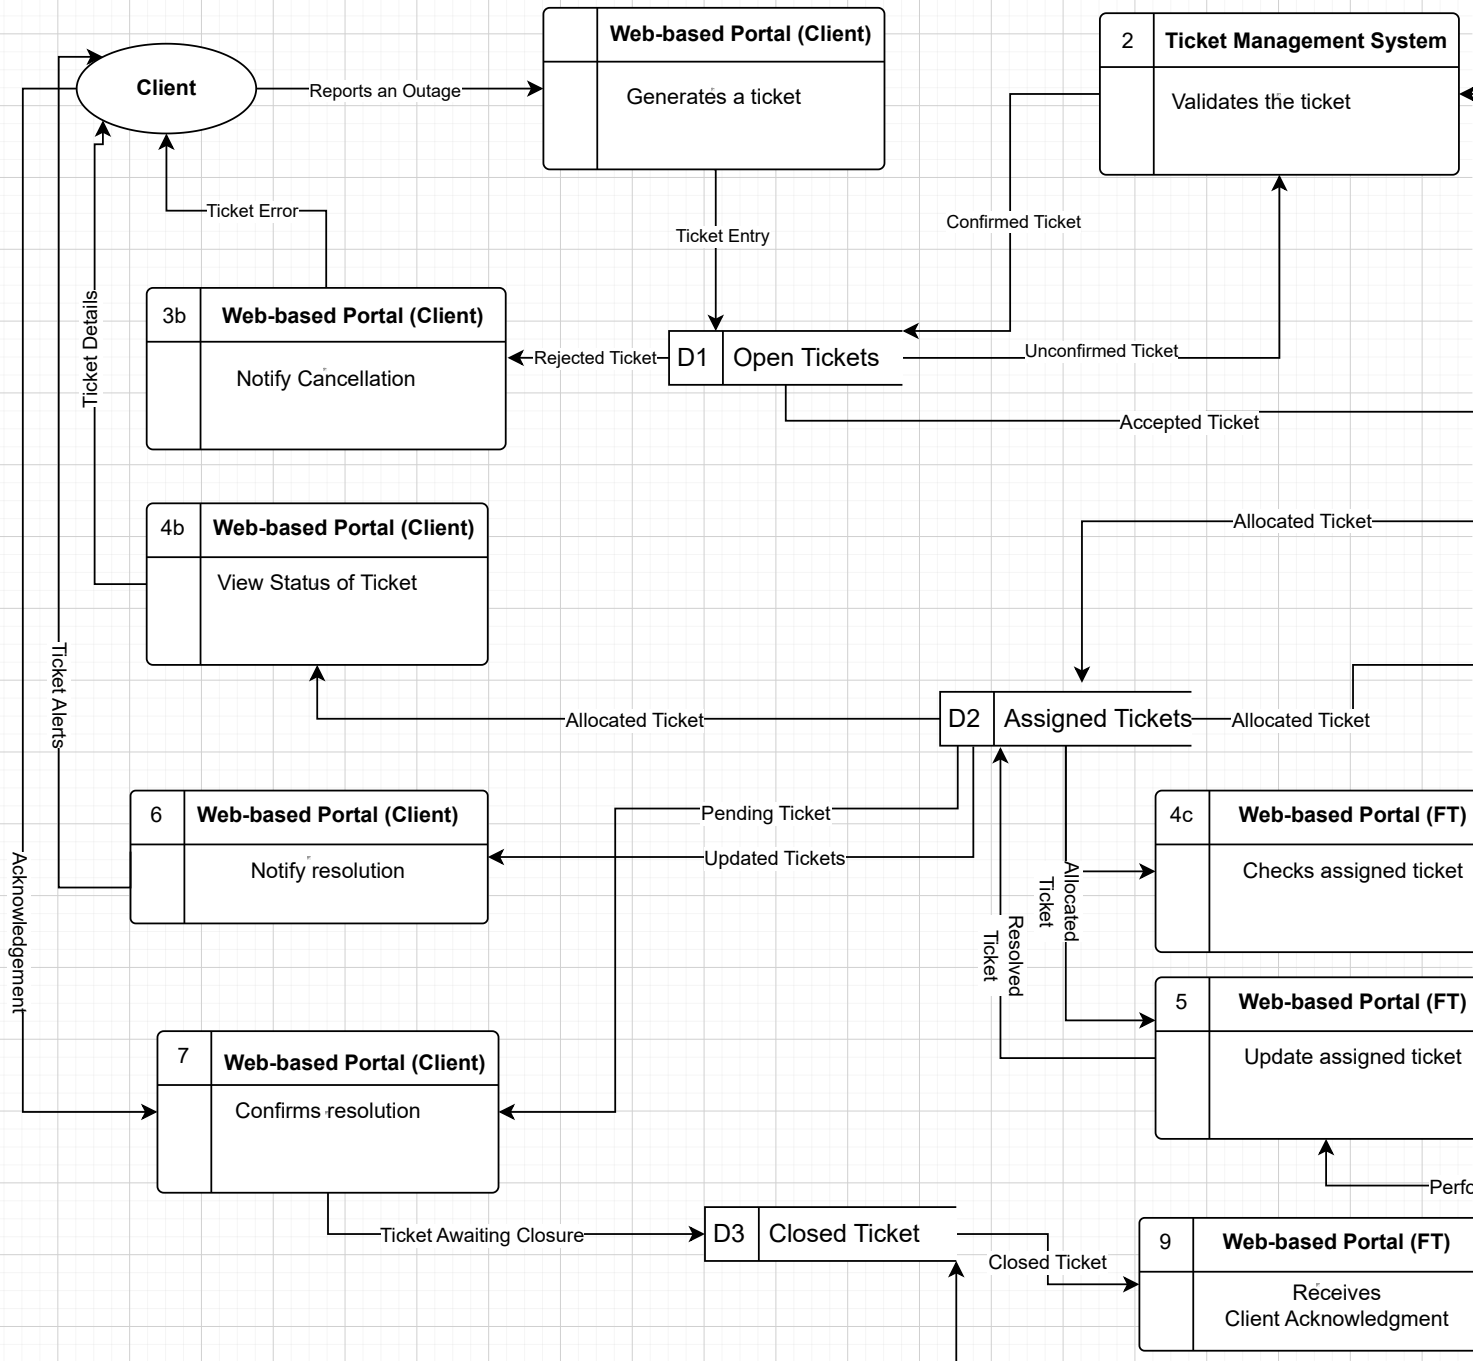 Web-based Portal (Client)
2
Ticket Management System
Client
Reports an Outage
Generates a ticket
Validates the ticket
Ticket Error
Confirmed Ticket
Ticket Entry
3b
Web-based Portal (Client)
Ticket Details
Rejected Ticket
D1
Open Tickets
Unconfirmed Ticket
Notify Cancellation
Accepted Ticket
4b
Web-based Portal (Client)
Allocated Ticket
View Status of Ticket
Ticket Alerts
Allocated Ticket
D2
Assigned Tickets
Allocated Ticket
6
Web-based Portal (Client)
Pending Ticket
4c
Web-based Portal (FT)
Updated Tickets
Notify resolution
Allocated
Ticket
Checks assigned ticket
Acknowledgement
Resolved
Ticket
5
Web-based Portal (FT)
7
Web-based Portal (Client)
Update assigned ticket
Confirms resolution
Perfo
Ticket Awaiting Closure
D3
Closed Ticket
Closed Ticket
9
Web-based Portal (FT)
Receives
Client Acknowledgment